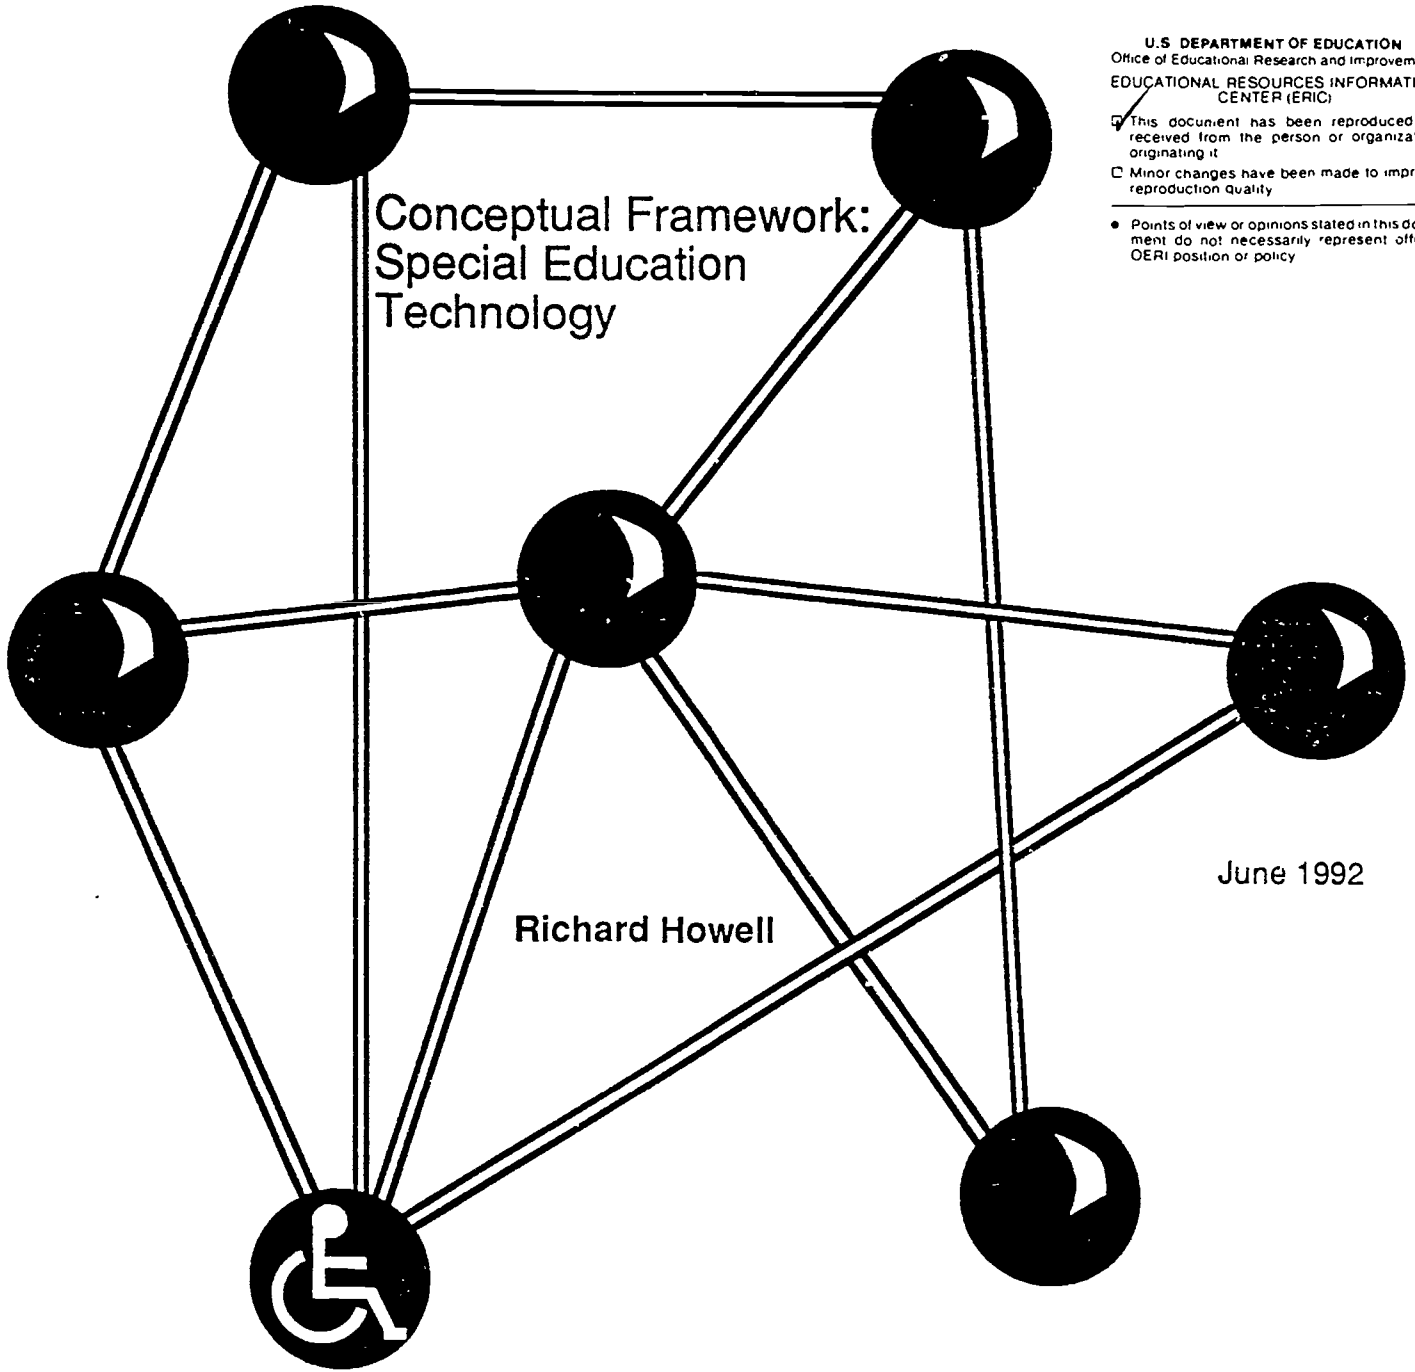 U.S DEPARTMENT OF EDUCATION
Office of Educational Research and Improvem
EDUCATIONAL RESOURCES INFORMATI
CENTER (ERIC)
This document has been reproduced
received from the person or organiza
originating it
Minor changes have been made to impr
reproduction quality
• Points of view or opinions stated in this do
ment do not necessarily represent off
OERI position or policy
Conceptual Framework:
Special Education
Technology
June 1992
Richard Howell